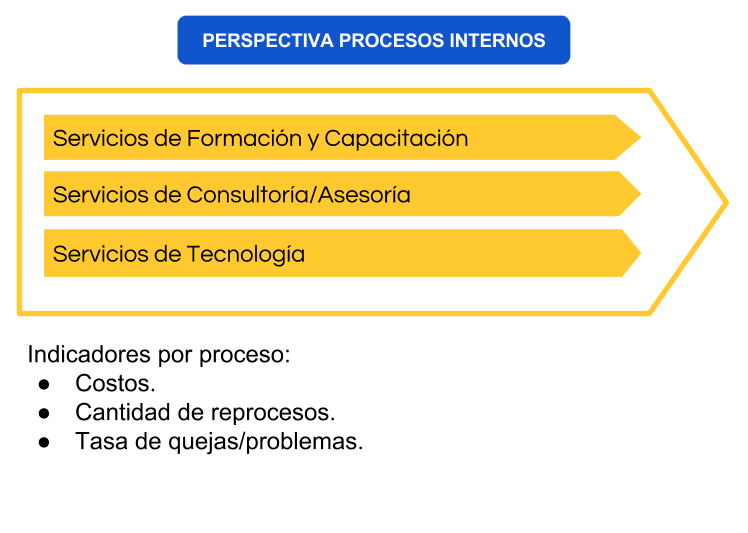 PERSPECTIVA PROCESOS INTERNOS
Servicios de Formación y Capacitación
Servicios de Consultoría/Asesoría
Servicios de Tecnología
Indicadores por proceso:
● Costos.
● Cantidad de reprocesos.
● Tasa de quejas/problemas.